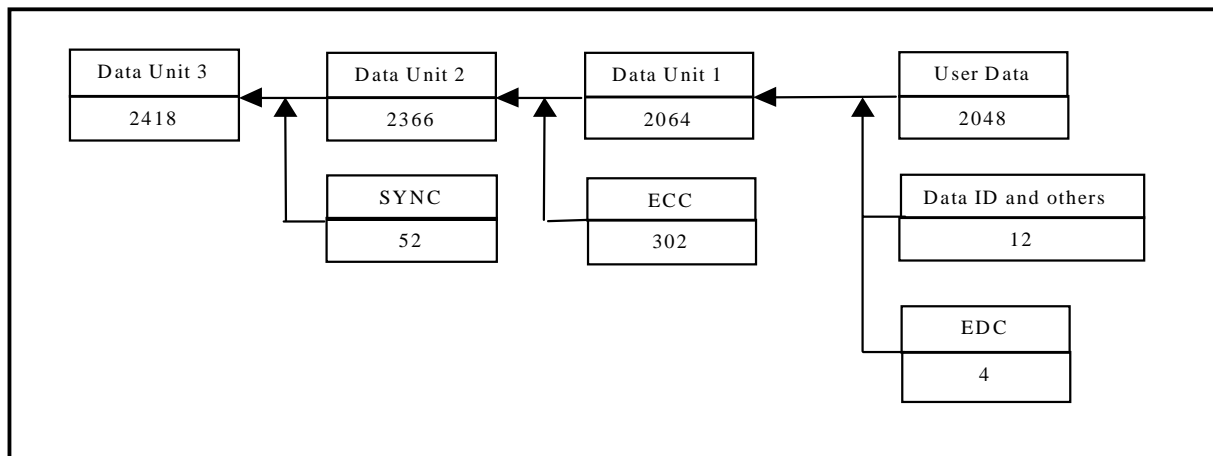 Data Unit 3
2418
Data Unit 2
2366
Data Unit 1
2064
User Data
2048
SYNC
52
ECC
302
Data ID and others
12
EDC
4